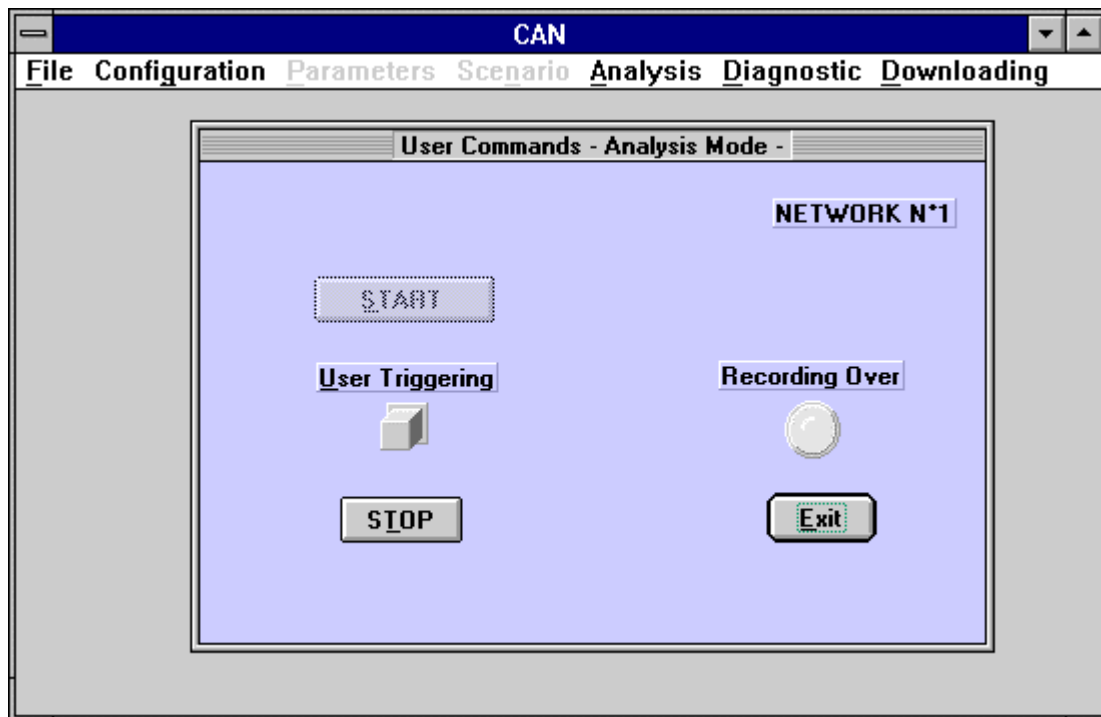 CAN
File Configuration Parameters Scenario Analysis Diagnostic Downloading
User Commands - Analysis Mode -
NETWORK N°1
START
User Triggering
Recording Over
STOP
Exit